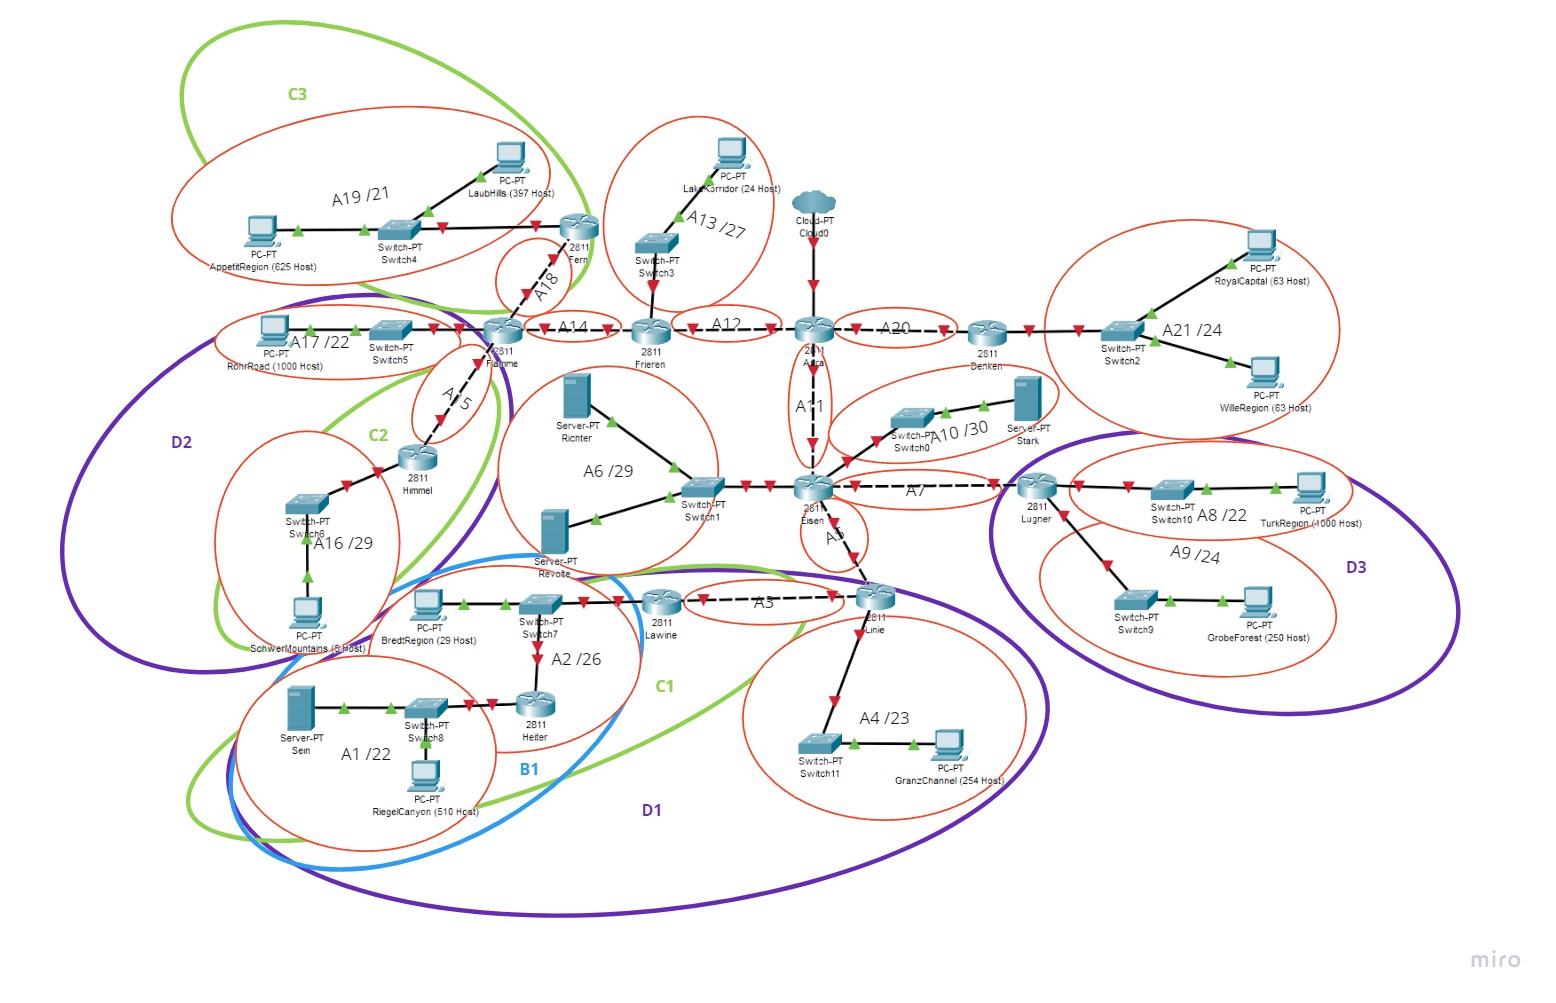 C3
PC-PT
LaubHills (397 Host)
A19 /21
PC-PT
AppetitRegion (625 Host)
Switch-PT
Switch4
2811
Fern
A18
PC-PT
LakeKorridor (24 Host)
A13 /27
Switch-PT
Switch3
Cloud-PT
Cloud0
PC-PT
RoyalCapital (63 Host)
A17 /22
PC-PT
RohrRoad (1000 Host)
Switch-PT
Switch5
2811
Flamme
A14
2811
Frieren
A12
2811
Aura
A20
2811
Denken
Switch-PT
Switch2
A21 /24
PC-PT
WilleRegion (63 Host)
A15
D2
C2
2811
Himmel
Switch-PT
Switch6
A16 /29
PC-PT
SchwerMountains (5 Host)
Server-PT
Richter
A6 /29
Server-PT
Revolte
Switch-PT
Switch1
A11
Switch-PT
Switch0
A10 /30
Server-PT
Stark
2811
Eisen
A7
2811
Lugner
Switch-PT
Switch10
A8 /22
PC-PT
TurkRegion (1000 Host)
A9 /24
D3
Switch-PT
Switch9
PC-PT
GrobeForest (250 Host)
A5
PC-PT
BredtRegion (29 Host)
Switch-PT
Switch7
2811
Lawine
A3
2811
Linie
A2 /26
C1
Server-PT
Sein
Switch-PT
Switch8
2811
Heiter
A1 /22
PC-PT
RiegelCanyon (510 Host)
B1
D1
A4 /23
Switch-PT
Switch11
PC-PT
GranzChannel (254 Host)
miro